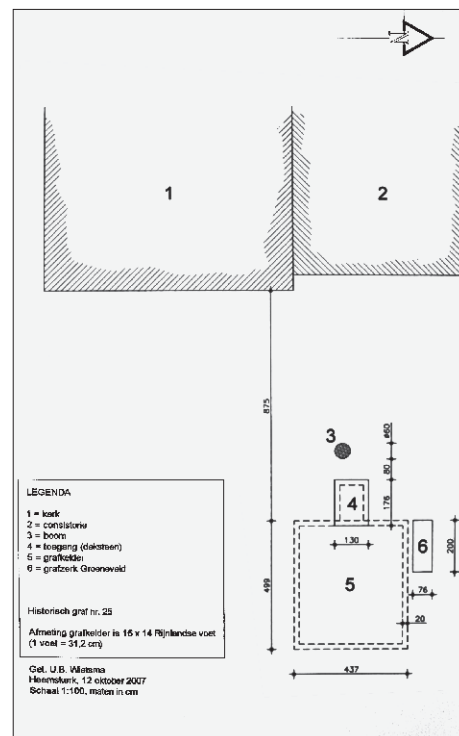 N
1
2
875
3
ø60
80
176
4
130
499
5
6
200
76
20
437
LEGENDA
1 = kerk
2 = consistorie
3 = boom
4 = toegang (deksteen)
5 = grafkelder
6 = grafzerk Groeneveld
Historisch graf nr. 25
Afmeting grafkelder is 16 x 14 Rijnlandse voet
(1 voet = 31,2 cm)
Get. U.B. Wietsma
Heemskerk, 12 oktober 2007
Schaal 1:100, maten in cm